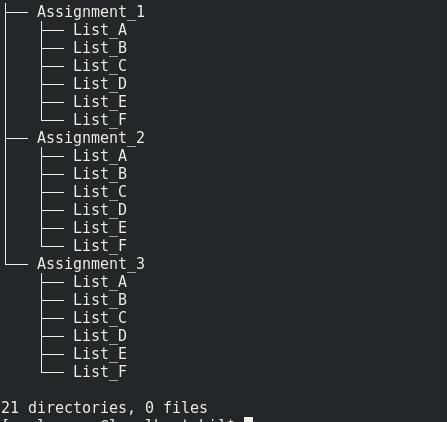 ├── Assignment_1
│   ├── List_A
│   ├── List_B
│   ├── List_C
│   ├── List_D
│   ├── List_E
│   └── List_F
├── Assignment_2
│   ├── List_A
│   ├── List_B
│   ├── List_C
│   ├── List_D
│   ├── List_E
│   └── List_F
└── Assignment_3
    ├── List_A
    ├── List_B
    ├── List_C
    ├── List_D
    ├── List_E
    └── List_F
21 directories, 0 files